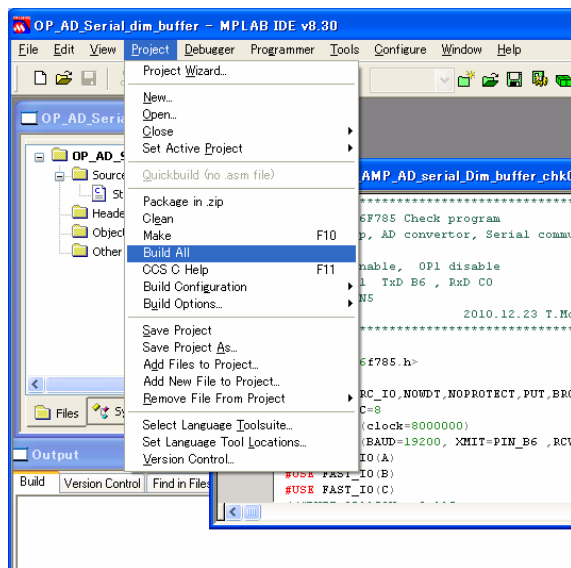 OP_AD_Serial_dim_buffer - MPLAB IDE v8.30
File Edit View Project Debugger Programmer Tools Configure Window Help
Project Wizard...
New...
Open...
Close
Set Active Project
Quickbuild (no .asm file)
Package in .zip
Clean
Make F10
Build All
CCS C Help F11
Build Configuration
Build Options...
Save Project
Save Project As...
Add Files to Project...
Add New File to Project...
Remove File From Project
Select Language Toolsuite...
Set Language Tool Locations...
Version Control...
OP_AD_Seria
OP_AD_S
Source
St
Heade
Objec
Other
Files Sy
AMP_AD_serial_Dim_buffer_chk
*****************************
6F785 Check program
p, AD convertor, Serial commu
nable, OP1 disable
l TxD B6 , RxD C0
N5
2010.12.23 T.Mo
*****************************
6f785.h>
RC_IO,NOWDT,NOPROTECT,PUT,BRO
C=8
(clock=8000000)
(BAUD=19200, XMIT=PIN_B6 ,RCV
IO(A)
#USE FAST_IO(B)
#USE FAST_IO(C)
Output
Build Version Control Find in Files